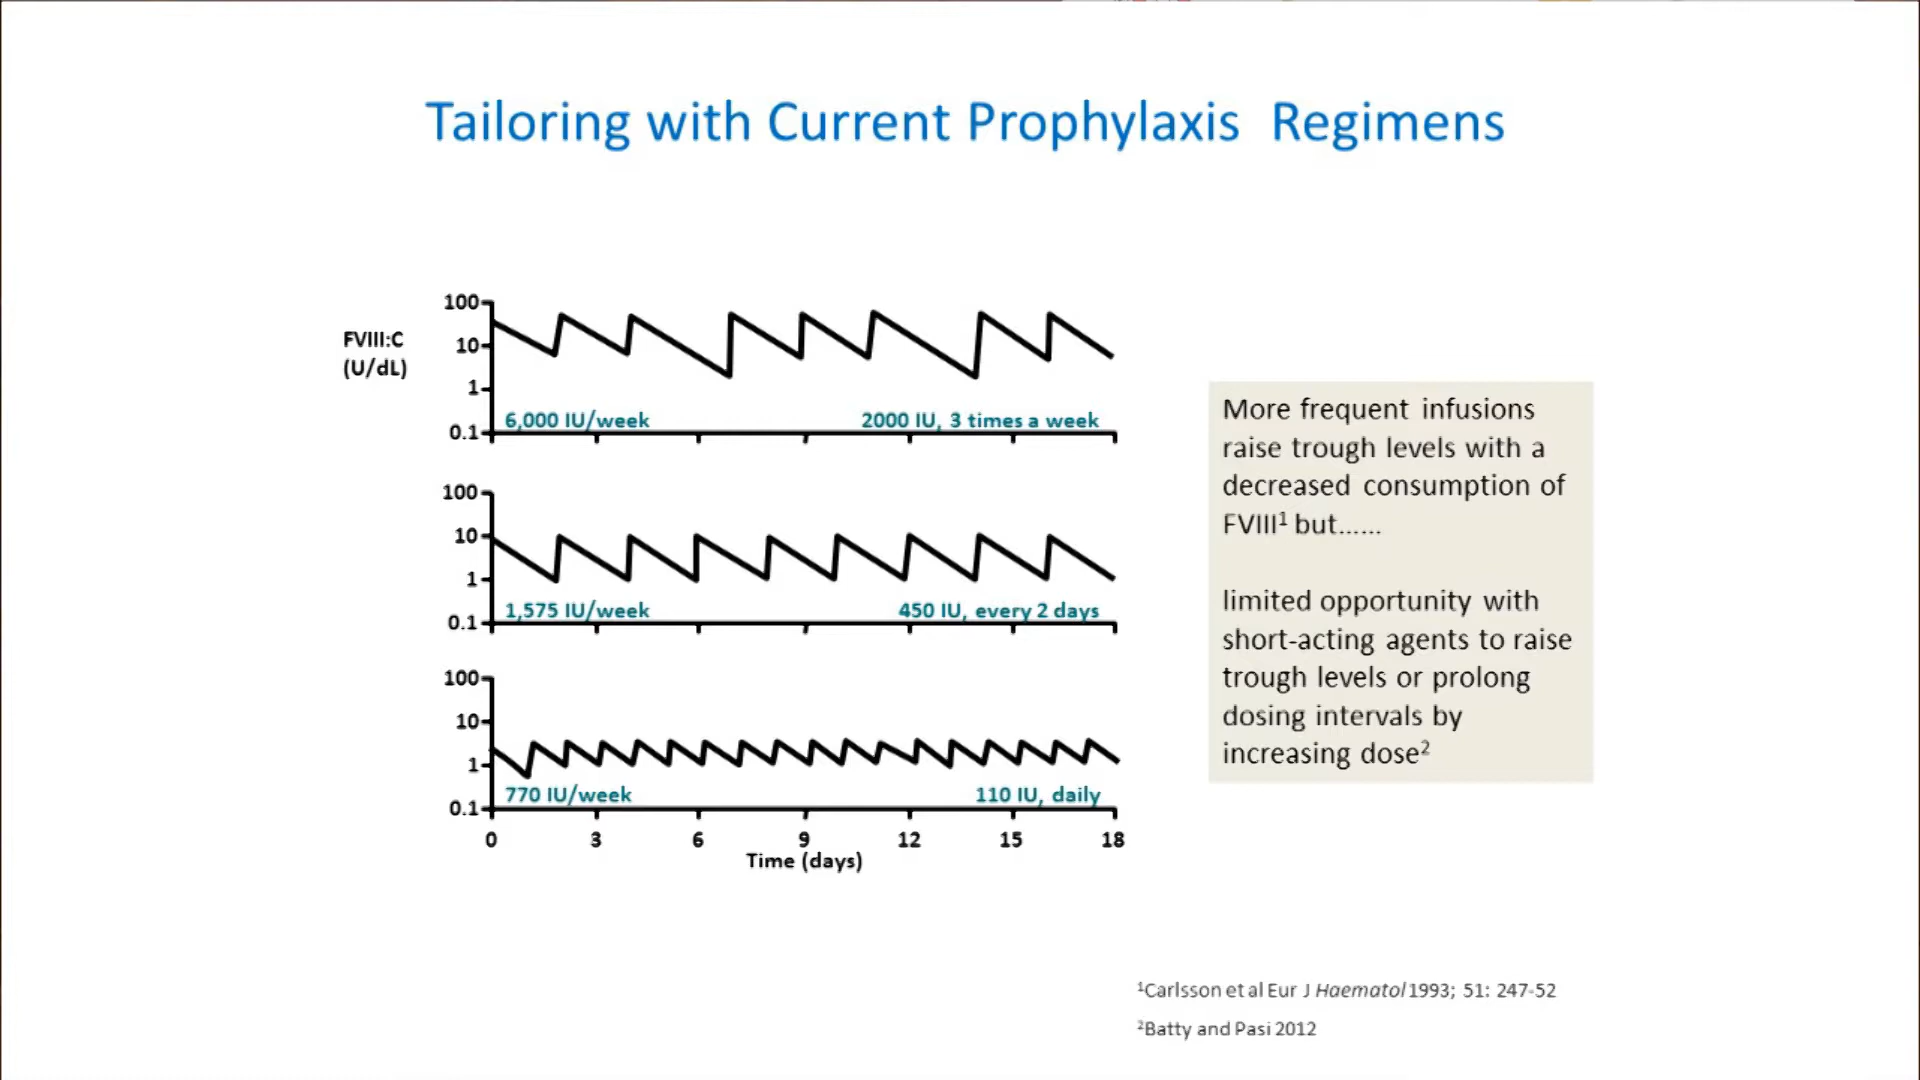 Tailoring with Current Prophylaxis Regimens
FVIII:C
(U/dL)
100
10
1
0.1
6,000 IU/week
2000 IU, 3 times a week
100
10
1
0.1
1,575 IU/week
450 IU, every 2 days
100
10
1
0.1
770 IU/week
110 IU, daily
0 3 6 9 12 15 18
Time (days)
More frequent infusions
raise trough levels with a
decreased consumption of
FVIII¹ but......
limited opportunity with
short-acting agents to raise
trough levels or prolong
dosing intervals by
increasing dose²
¹Carlsson et al Eur J Haematol 1993; 51: 247-52
²Batty and Pasi 2012